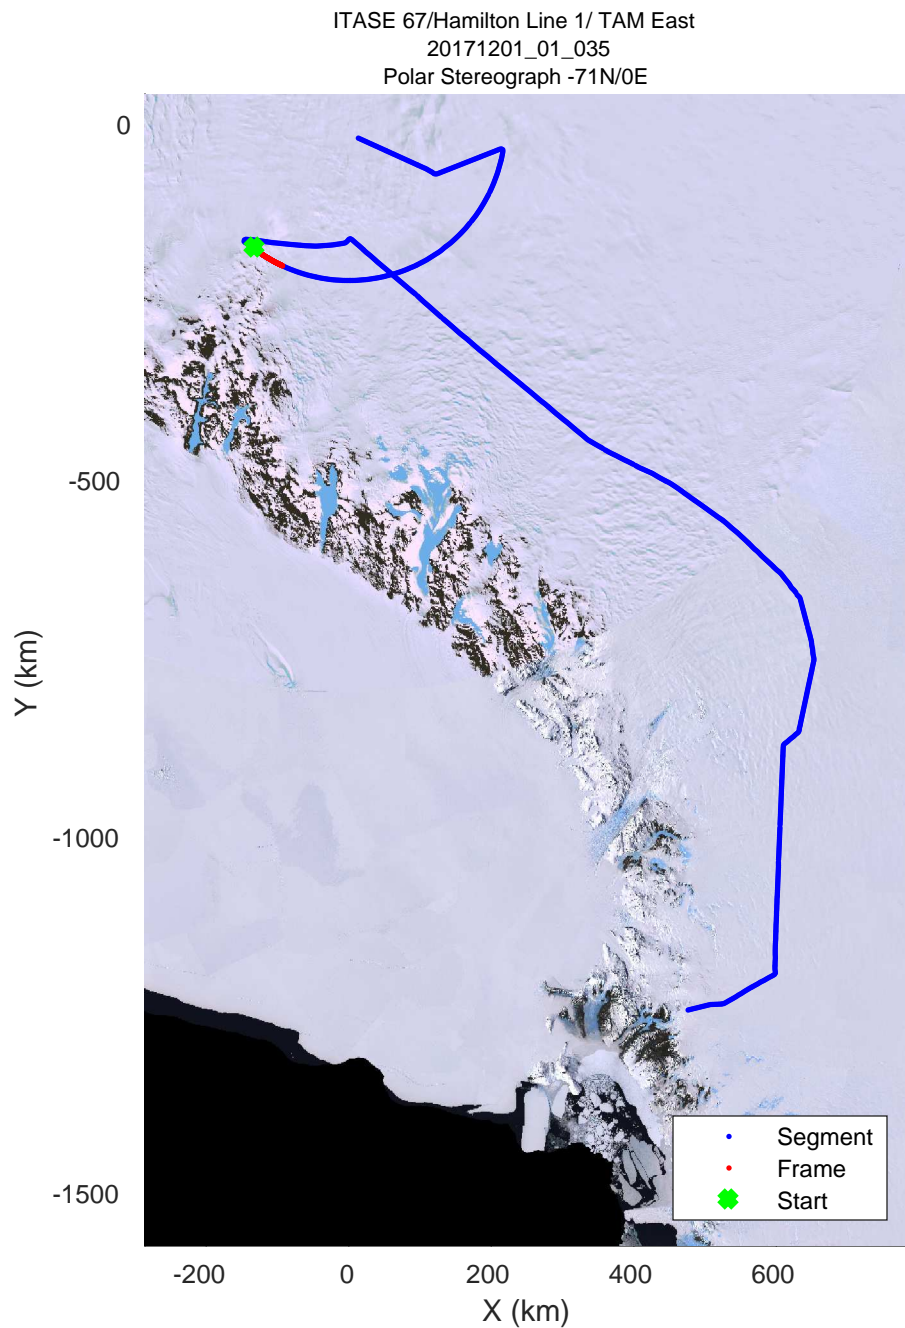 ITASE 67/Hamilton Line 1/ TAM East
20171201_01_035
Polar Stereograph -71N/0E
0
-500
-1000
-1500
Y (km)
Segment
Frame
Start
-200
0
200
400
600
X (km)